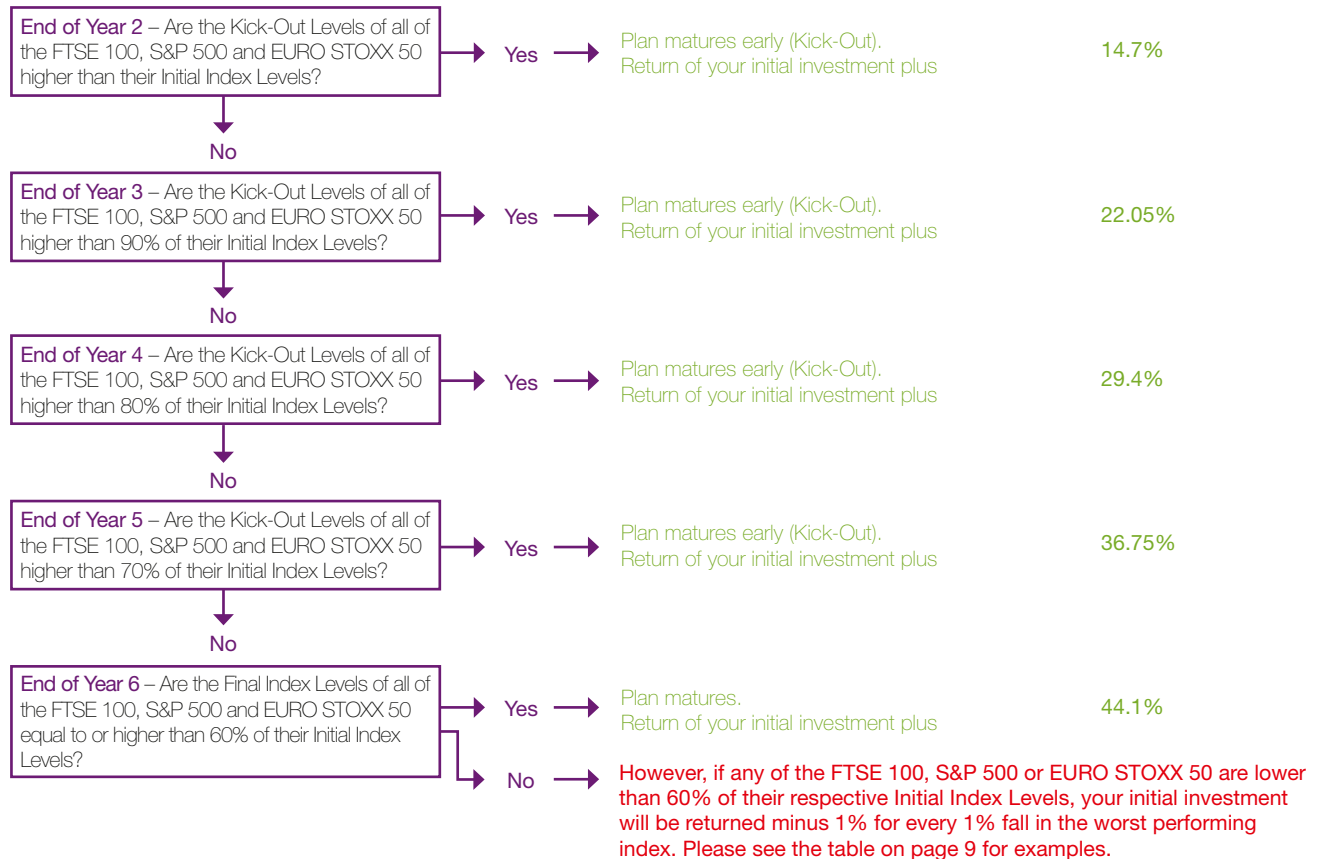 End of Year 2 – Are the Kick-Out Levels of all of
the FTSE 100, S&P 500 and EURO STOXX 50
higher than their Initial Index Levels?
Yes
Plan matures early (Kick-Out).
Return of your initial investment plus
14.7%
No
End of Year 3 – Are the Kick-Out Levels of all of
the FTSE 100, S&P 500 and EURO STOXX 50
higher than 90% of their Initial Index Levels?
Yes
Plan matures early (Kick-Out).
Return of your initial investment plus
22.05%
No
End of Year 4 – Are the Kick-Out Levels of all of
the FTSE 100, S&P 500 and EURO STOXX 50
higher than 80% of their Initial Index Levels?
Yes
Plan matures early (Kick-Out).
Return of your initial investment plus
29.4%
No
End of Year 5 – Are the Kick-Out Levels of all of
the FTSE 100, S&P 500 and EURO STOXX 50
higher than 70% of their Initial Index Levels?
Yes
Plan matures early (Kick-Out).
Return of your initial investment plus
36.75%
No
End of Year 6 – Are the Final Index Levels of all of
the FTSE 100, S&P 500 and EURO STOXX 50
equal to or higher than 60% of their Initial Index
Levels?
Yes
Plan matures.
Return of your initial investment plus
44.1%
No
However, if any of the FTSE 100, S&P 500 or EURO STOXX 50 are lower
than 60% of their respective Initial Index Levels, your initial investment
will be returned minus 1% for every 1% fall in the worst performing
index. Please see the table on page 9 for examples.